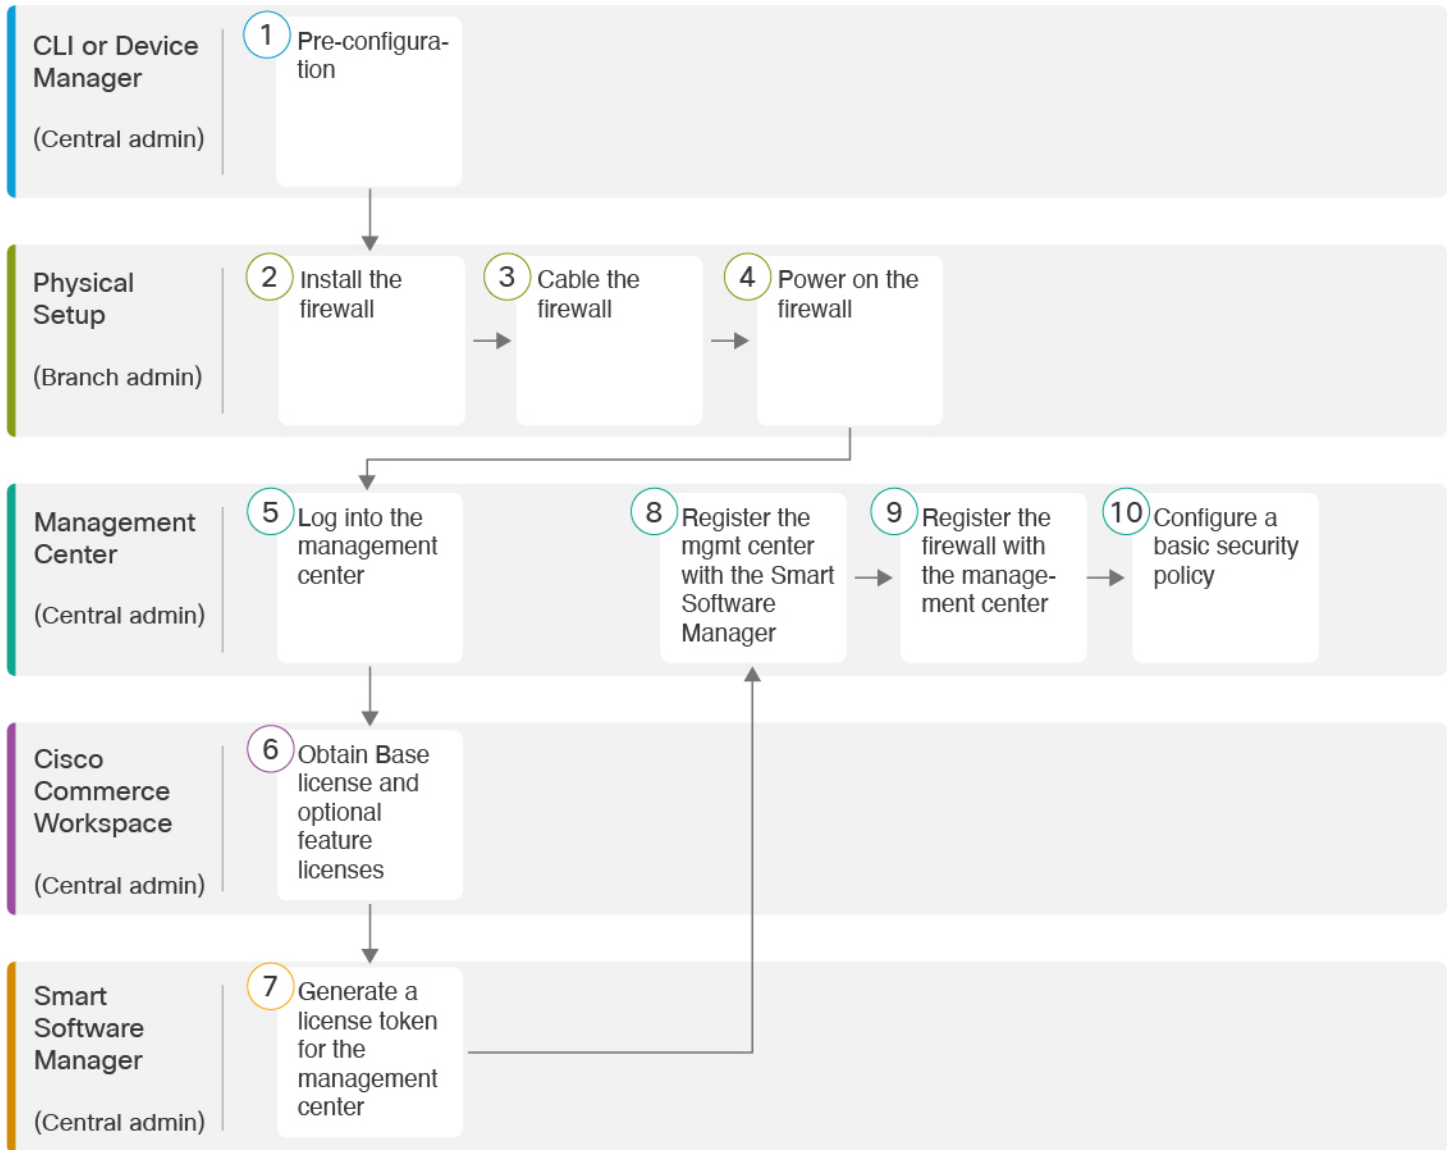 CLI or Device
Manager
(Central admin)
1
Pre-configura-
tion
Physical
Setup
(Branch admin)
2
Install the
firewall
3
Cable the
firewall
4
Power on the
firewall
Management
Center
(Central admin)
5
Log into the
management
center
8
Register the
mgmt center
with the Smart
Software
Manager
9
Register the
firewall with
the manage-
ment center
10
Configure a
basic security
policy
Cisco
Commerce
Workspace
(Central admin)
6
Obtain Base
license and
optional
feature
licenses
Smart
Software
Manager
(Central admin)
7
Generate a
license token
for the
management
center